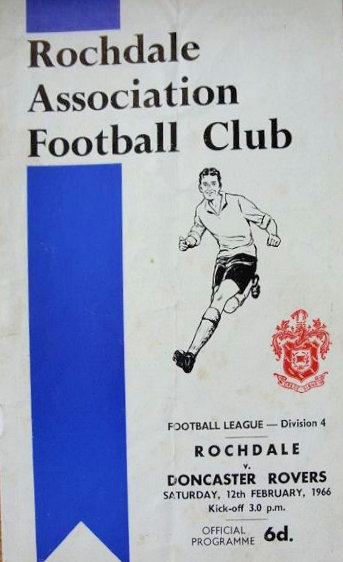 Rochdale
Association
Football Club
FOOTBALL LEAGUE — Division 4
ROCHDALE
v.
DONCASTER ROVERS
SATURDAY, 12th FEBRUARY, 1966
Kick-off 3.0 p.m.
OFFICIAL
PROGRAMME 6d.